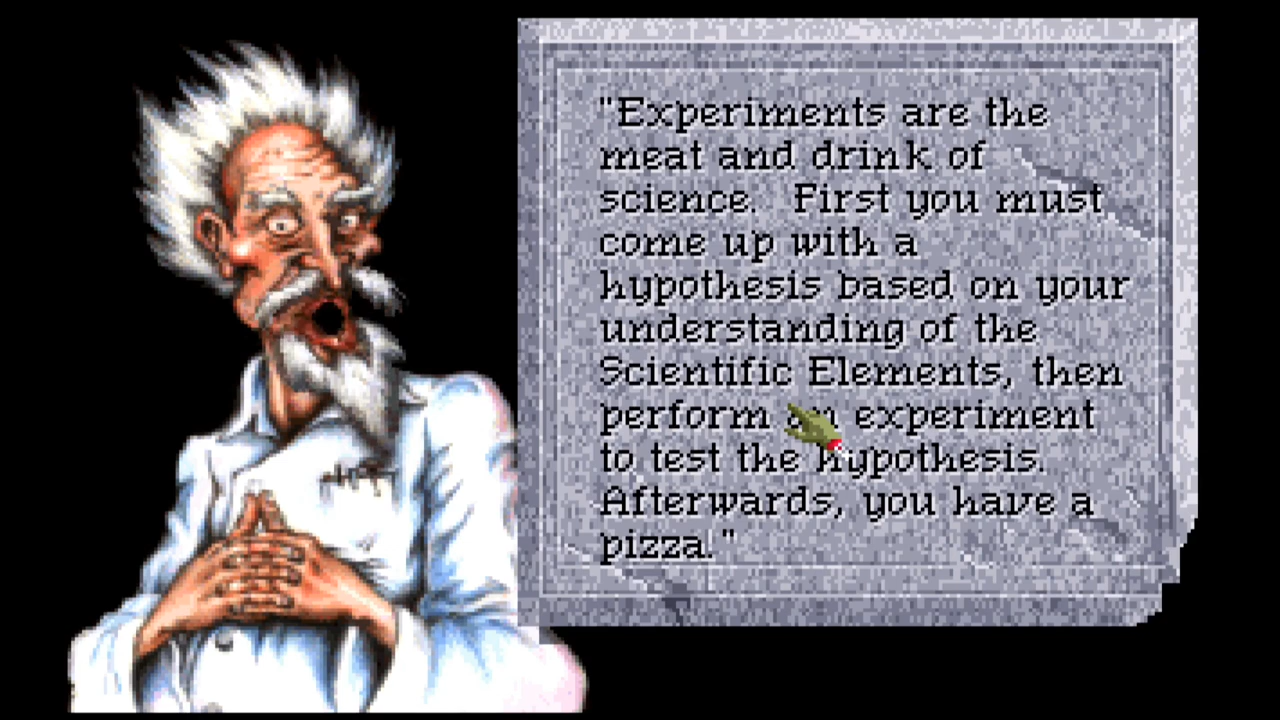 "Experiments are the
meat and drink of
science. First you must
come up with a
hypothesis based on your
understanding of the
Scientific Elements, then
perform experiment
to test the hypothesis.
Afterwards, you have a
pizza."